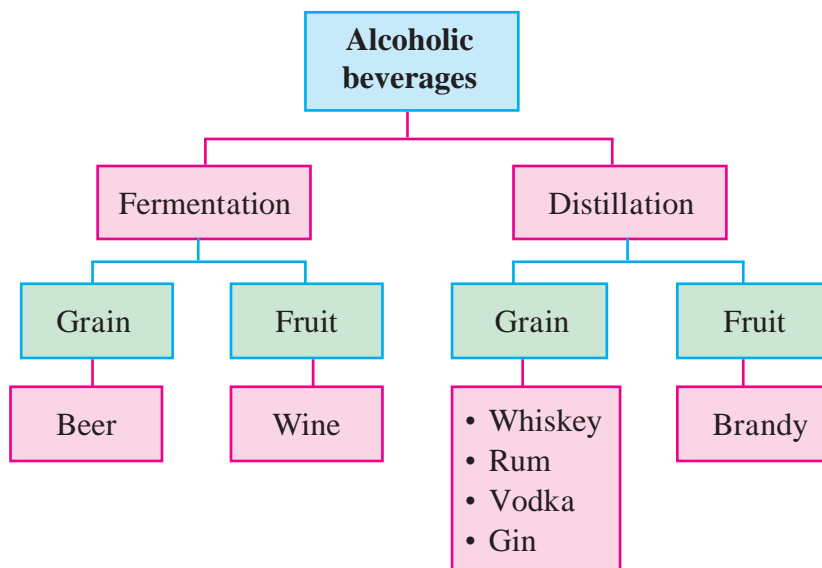 Alcoholic
beverages
Fermentation
Distillation
Grain
Fruit
Grain
Fruit
Beer
Wine
• Whiskey
• Rum
• Vodka
• Gin
Brandy